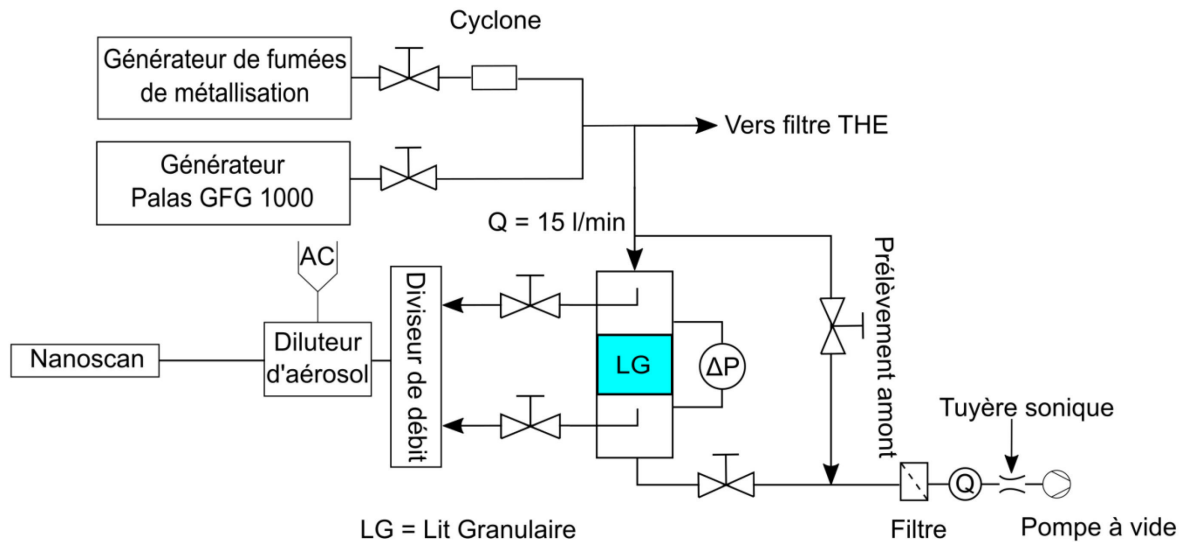 Cyclone
Générateur de fumées
de métallisation
Vers filtre THE
Générateur
Palas GFG 1000
Q = 15 l/min
AC
Diviseur de débit
Prélèvement amont
Nanoscan
Diluteur
d'aérosol
LG
ΔP
Tuyère sonique
Q
LG = Lit Granulaire
Filtre
Pompe à vide